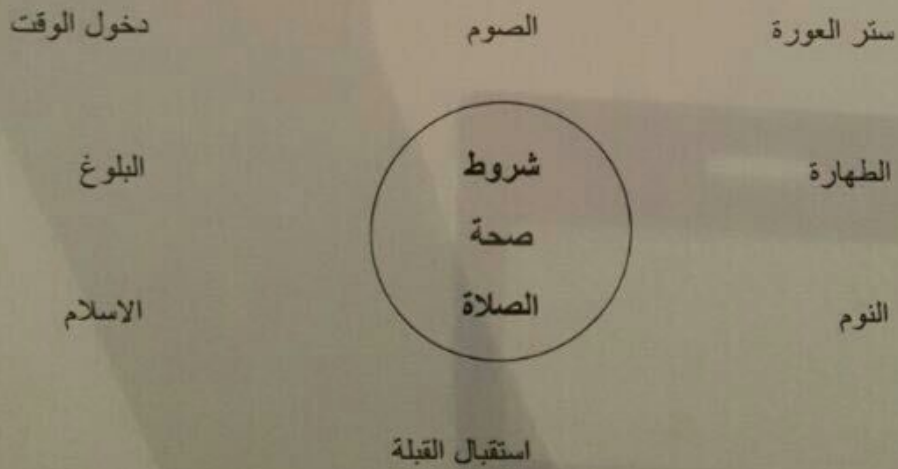 ستر العورة
الصوم
دخول الوقت
الطهارة
شروط
البلوغ
صحة
النوم
الصلاة
الاسلام
استقبال القبلة